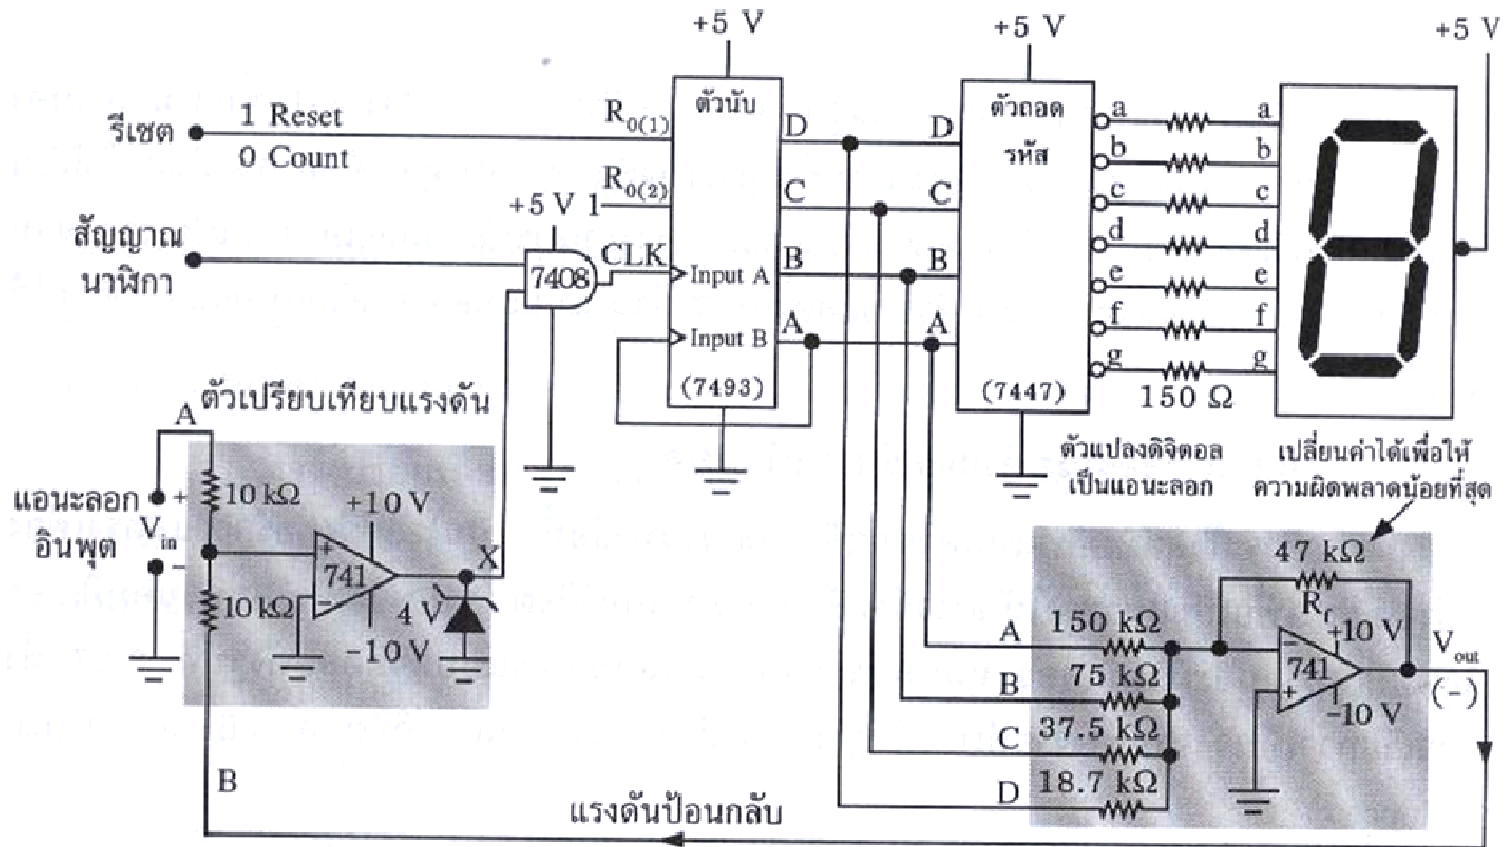 +5 V
+5 V
+5 V
รีเซต
1 Reset
0 Count
R0(1)
ตัวนับ
D
D
ตัวถอด
รหัส
a
a
b
b
R0(2)
+5 V 1
C
C
c
c
สัญญาณ
นาฬิกา
7408
CLK
Input A
B
B
d
d
e
e
Input B
A
A
f
f
g
g
(7493)
(7447)
150 Ω
ตัวเปรียบเทียบแรงดัน
A
ตัวแปลงดิจิตอล
เป็นแอนะลอก
เปลี่ยนค่าได้เพื่อให้
ความผิดพลาดน้อยที่สุด
แอนะลอก
อินพุต
+
Vin
-
10 kΩ
+10 V
+
741
-
X
10 kΩ
4 V
-10 V
47 kΩ
Rf
A
150 kΩ
B
75 kΩ
C
37.5 kΩ
D
18.7 kΩ
+10 V
-
741
+
-10 V
Vout
(-)
B
แรงดันป้อนกลับ